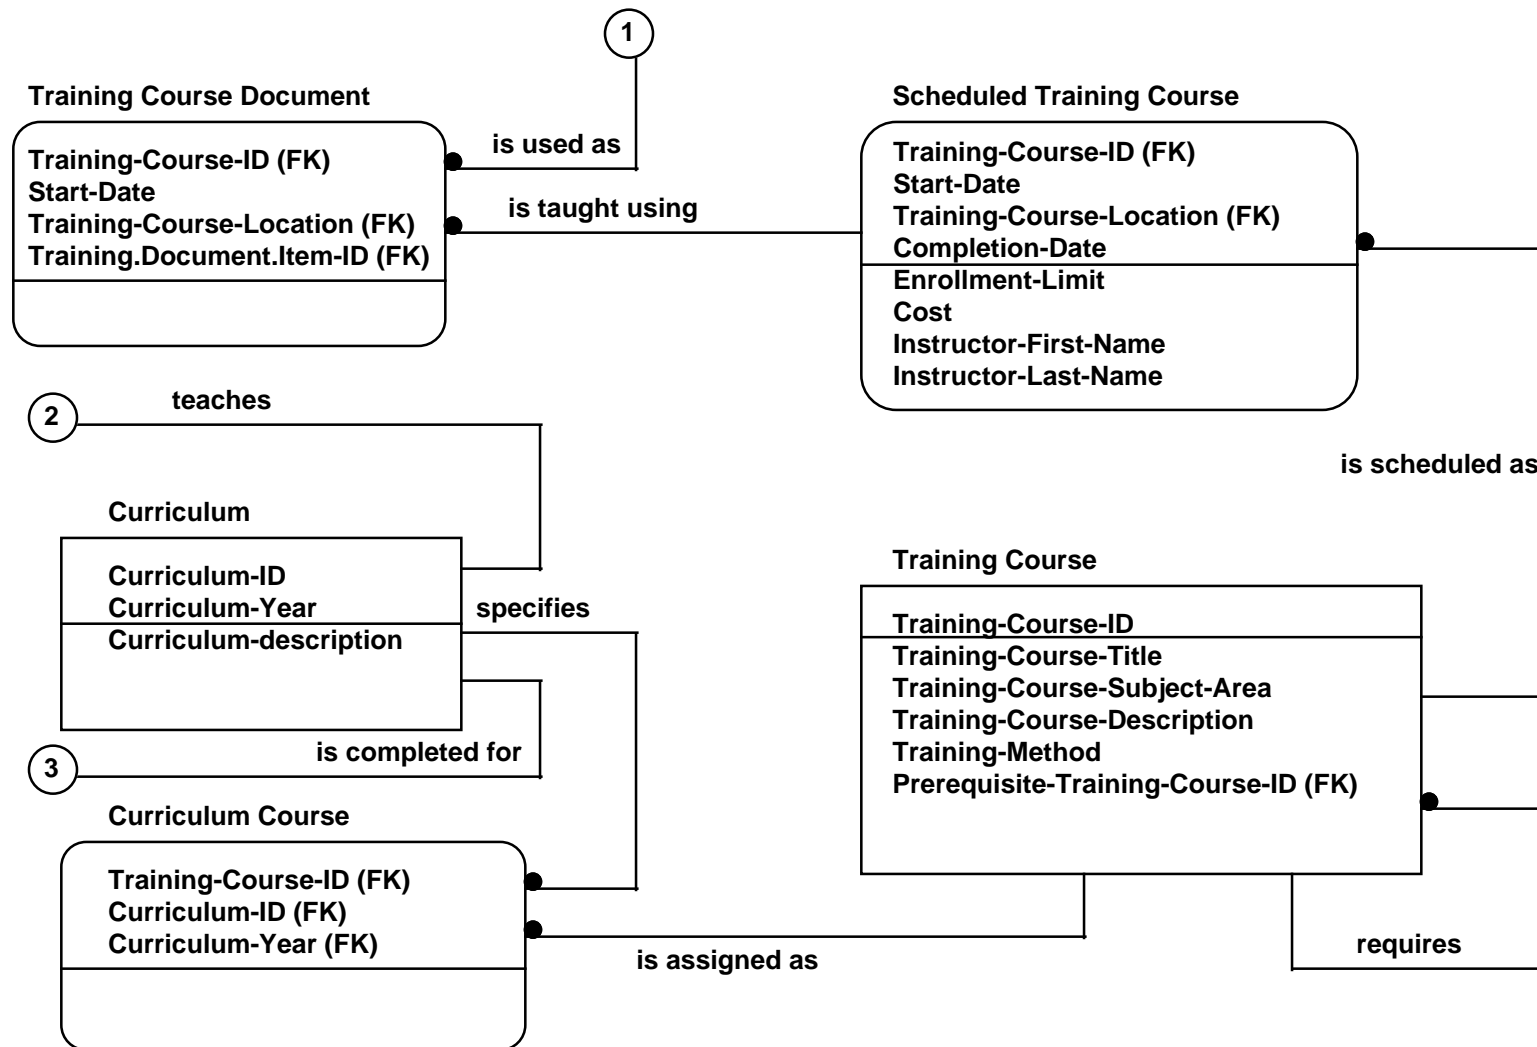 1
Training Course Document
is used as
Training-Course-ID (FK)
Start-Date
Training-Course-Location (FK)
Training.Document.Item-ID (FK)
is taught using
Scheduled Training Course
Training-Course-ID (FK)
Start-Date
Training-Course-Location (FK)
Completion-Date
Enrollment-Limit
Cost
Instructor-First-Name
Instructor-Last-Name
2
teaches
is scheduled as
Curriculum
Curriculum-ID
Curriculum-Year
Curriculum-description
specifies
3
is completed for
Training Course
Training-Course-ID
Training-Course-Title
Training-Course-Subject-Area
Training-Course-Description
Training-Method
Prerequisite-Training-Course-ID (FK)
Curriculum Course
Training-Course-ID (FK)
Curriculum-ID (FK)
Curriculum-Year (FK)
is assigned as
requires